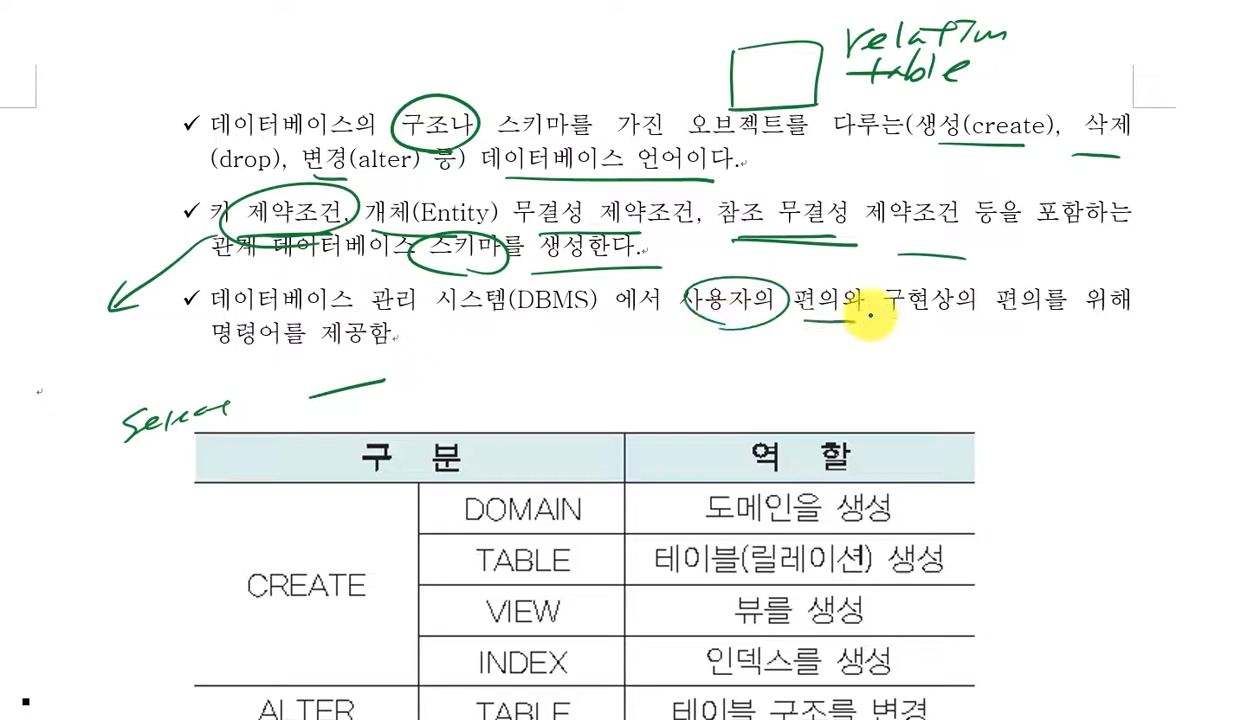 relation
table
✓ 데이터베이스의 구조나 스키마를 가진 오브젝트를 다루는(생성(create), 삭제
(drop), 변경(alter) 등) 데이터베이스 언어이다.
✓ 키 제약조건, 개체(Entity) 무결성 제약조건, 참조 무결성 제약조건 등을 포함하는
관계 데이터베이스 스키마를 생성한다.
✓ 데이터베이스 관리 시스템(DBMS) 에서 사용자의 편의와 구현상의 편의를 위해
명령어를 제공함
구 분 역 할
CREATE DOMAIN 도메인을 생성
TABLE 테이블(릴레이션) 생성
VIEW 뷰를 생성
INDEX 인덱스를 생성
ALTER TABLE 테이블 구조를 변경